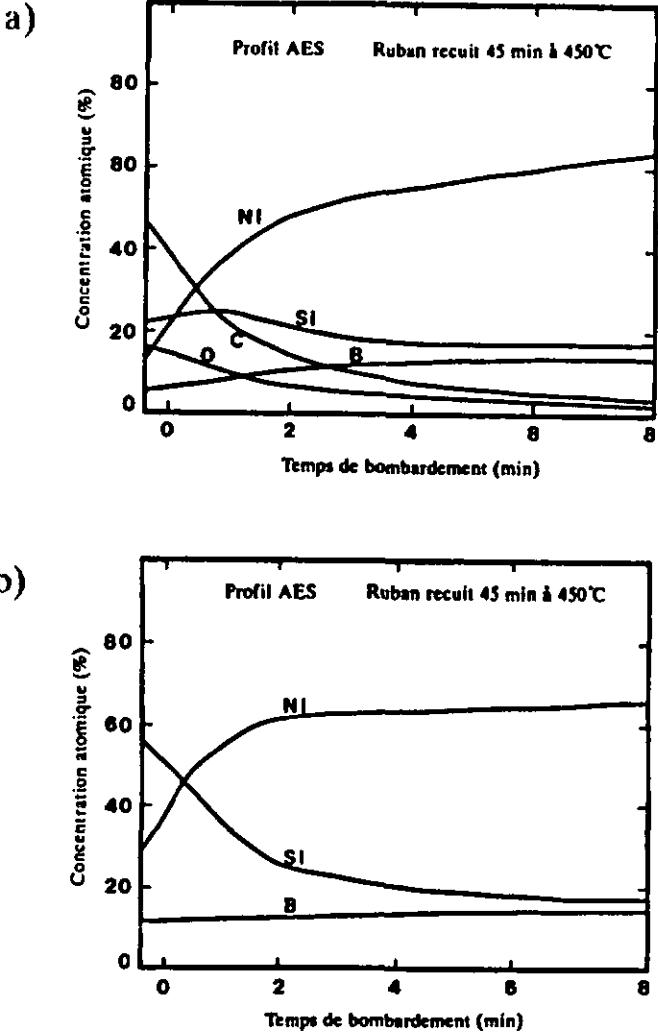 a)
Profil AES Ruban recuit 45 min à 450°C
Concentration atomique (%)
80
60
40
20
0
NI
SI
C
O
B
0 2 4 6 8
Temps de bombardement (min)
b)
Profil AES Ruban recuit 45 min à 450°C
Concentration atomique (%)
80
60
40
20
0
NI
SI
B
0 2 4 6 8
Temps de bombardement (min)